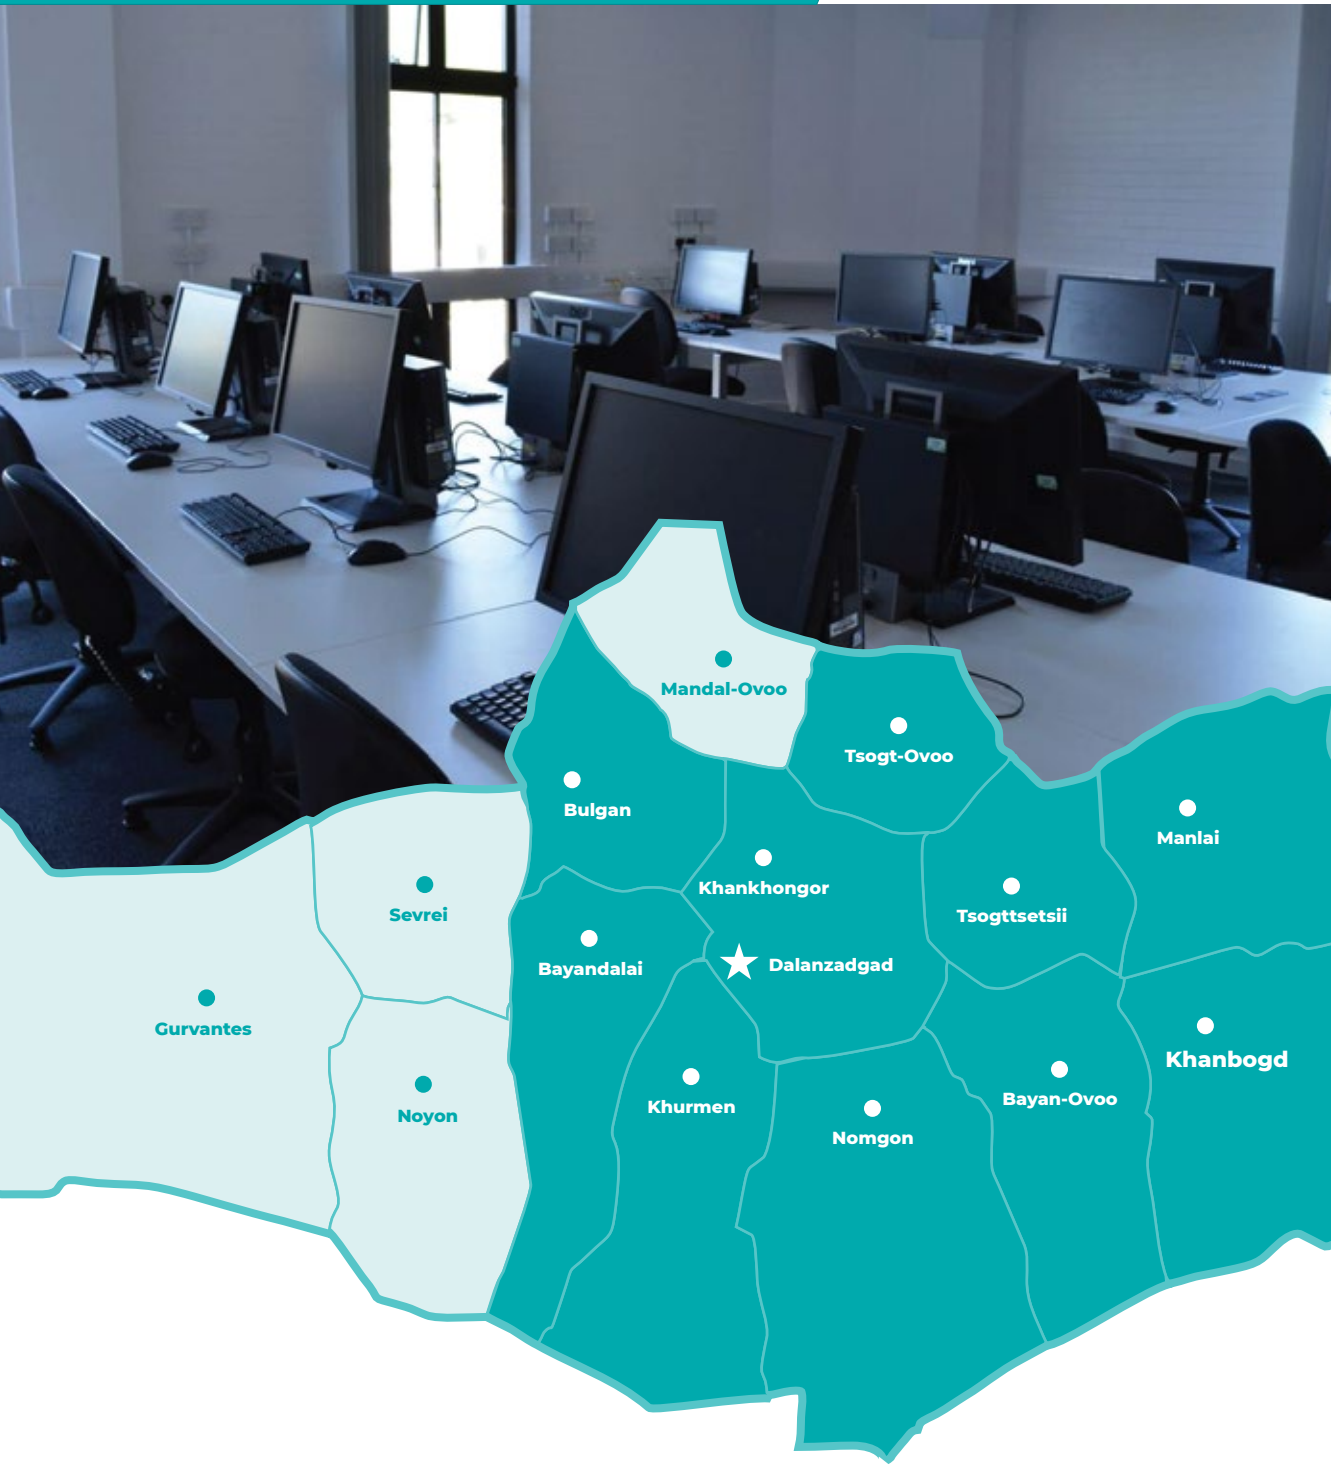 Mandal-Ovoo
Tsogt-Ovoo
Bulgan
Manlai
Khankhongor
Sevrei
Tsogttsetsii
Bayandalai
Dalanzadgad
Gurvantes
Khanbogd
Khurmen
Bayan-Ovoo
Noyon
Nomgon